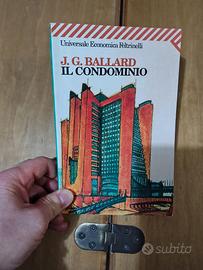 Universale Economica Feltrinelli
J. G. BALLARD
IL CONDOMINIO
subito